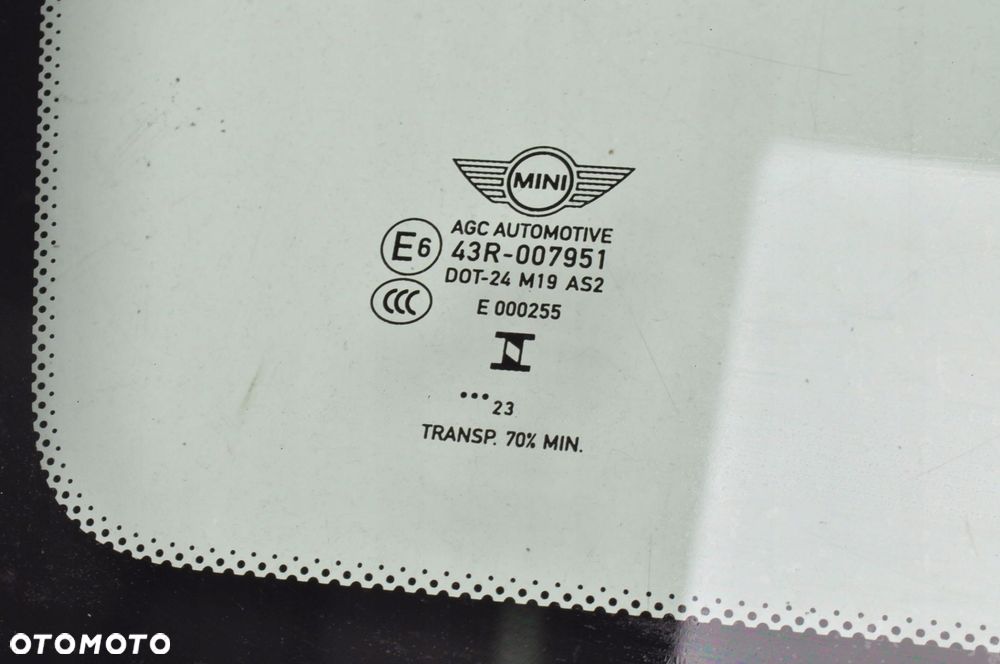 MINI
AGC AUTOMOTIVE
E6
43R-007951
DOT-24 M19 AS2
CCC
E 000255
•••23
TRANSP. 70% MIN.
OTOMOTO